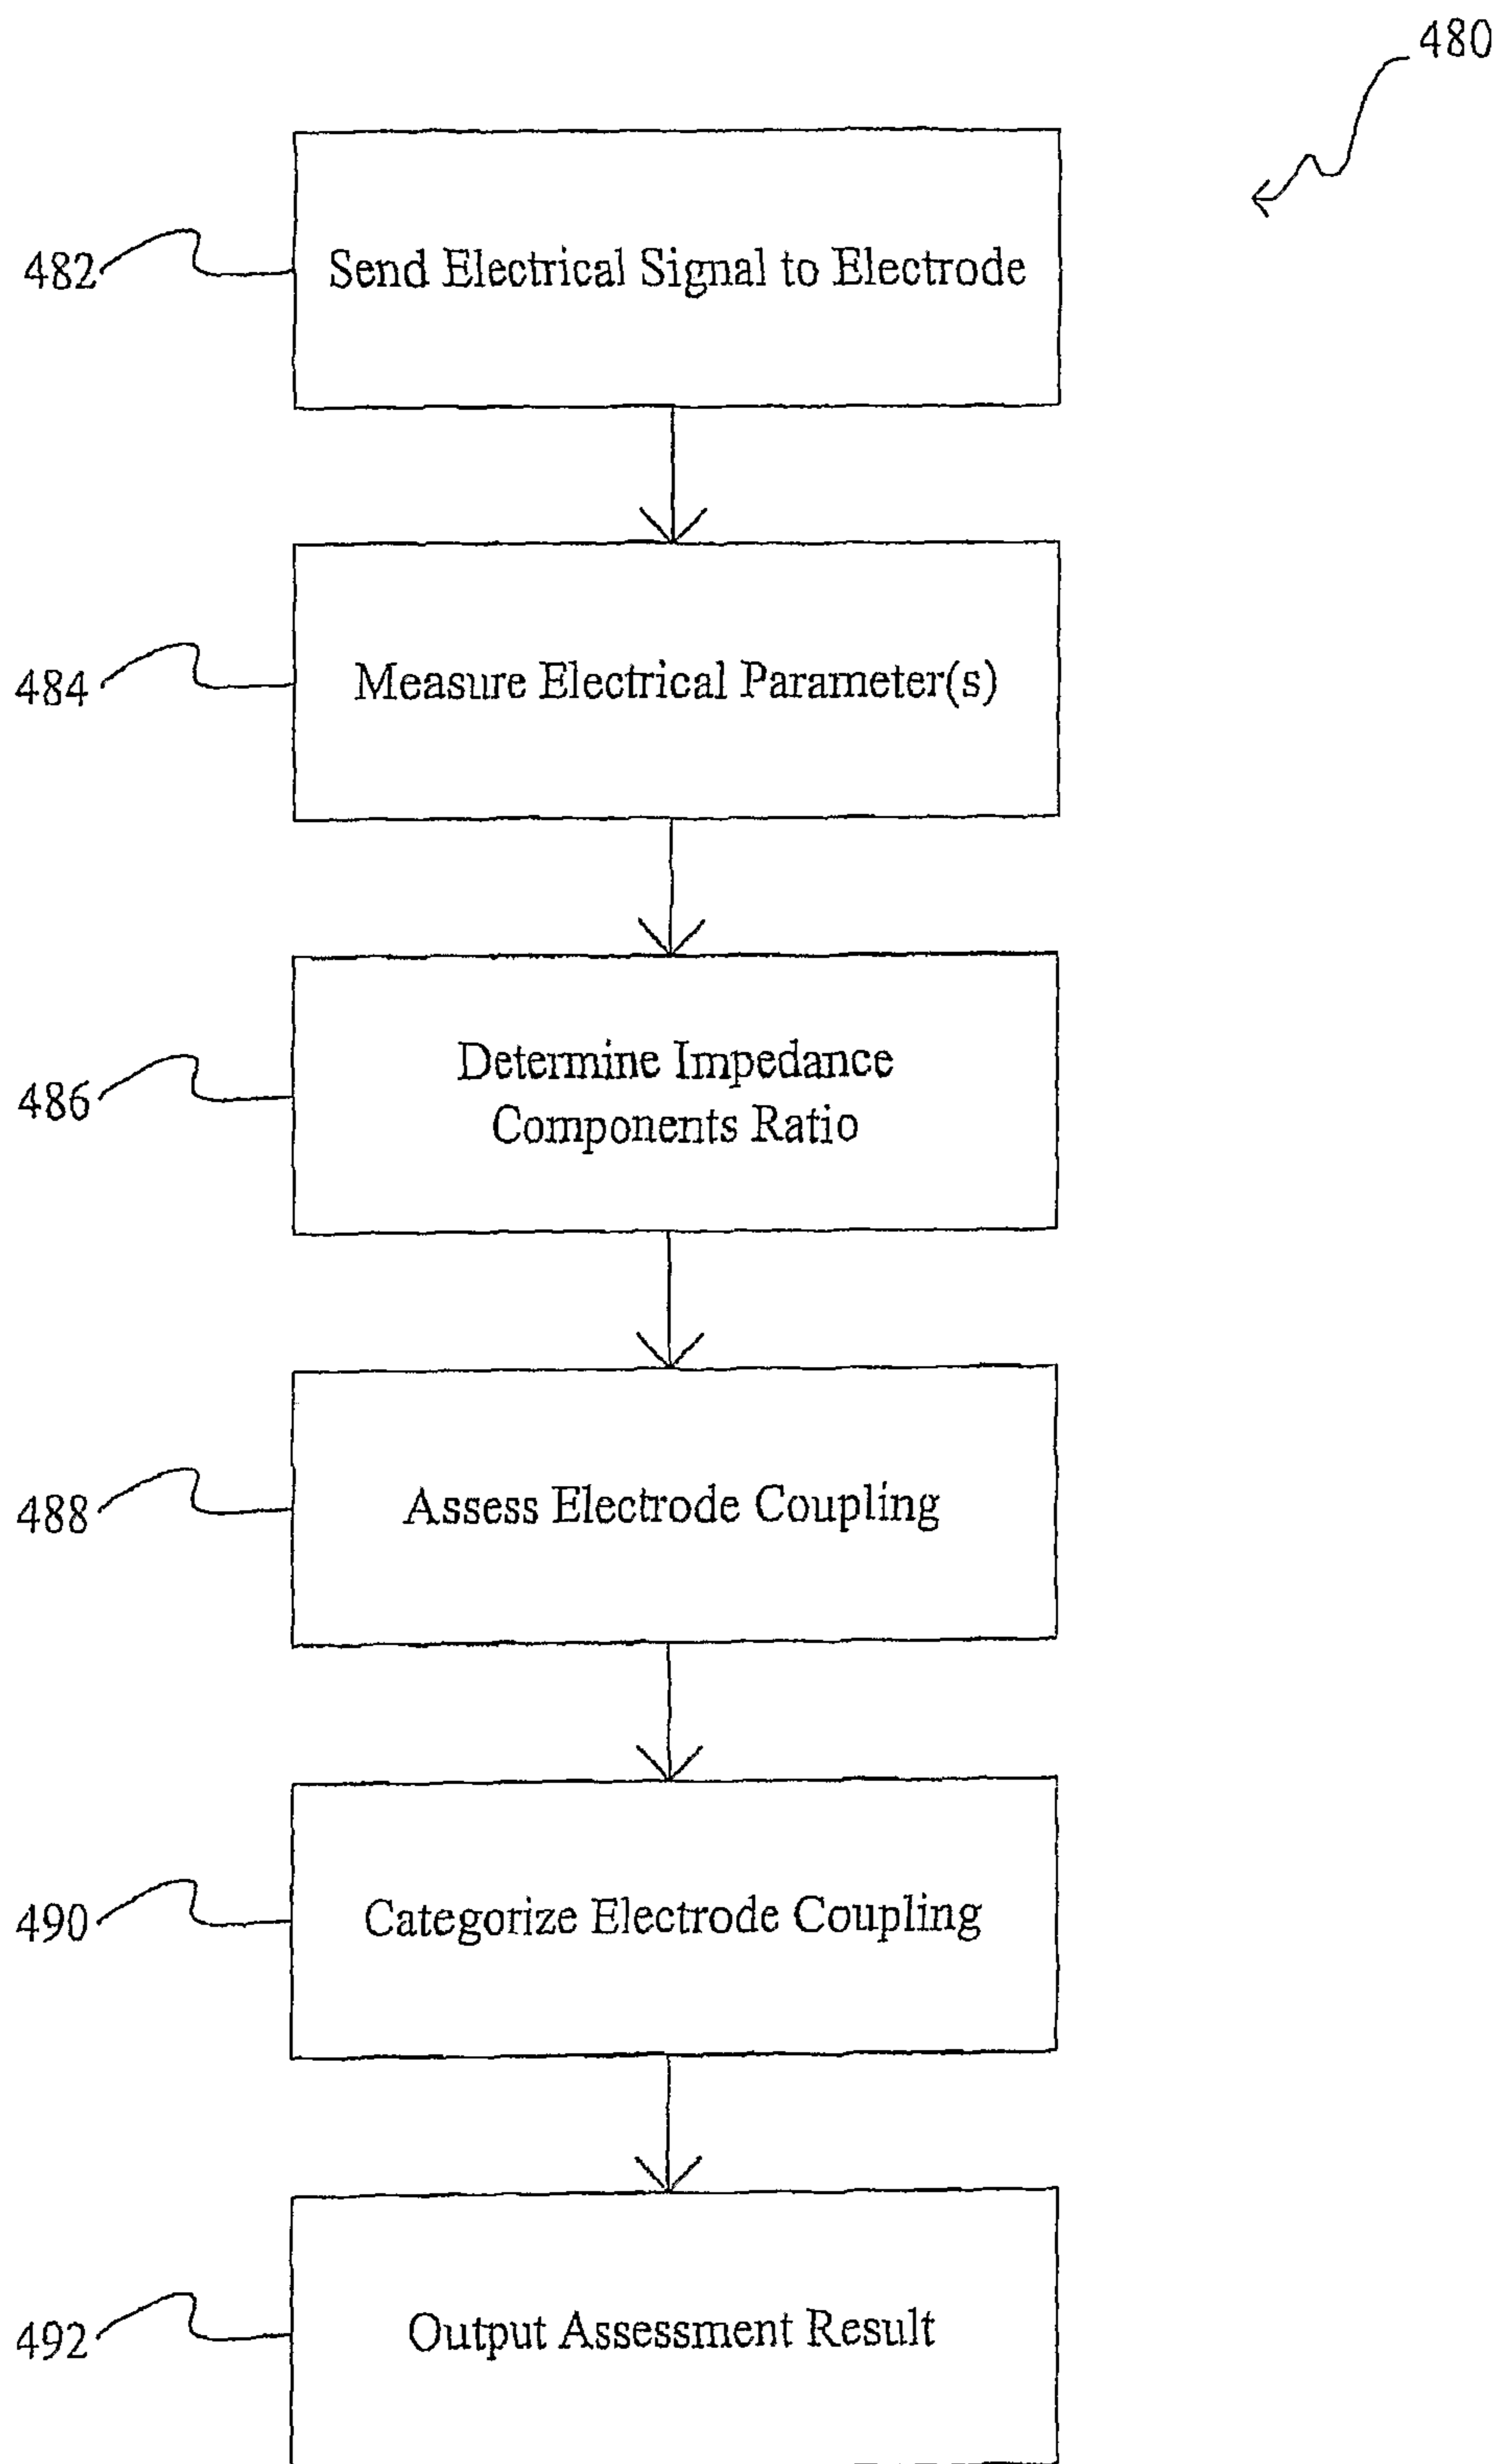 480
482
Send Electrical Signal to Electrode
484
Measure Electrical Parameter(s)
486
Determine Impedance
Components Ratio
488
Assess Electrode Coupling
490
Categorize Electrode Coupling
492
Output Assessment Result